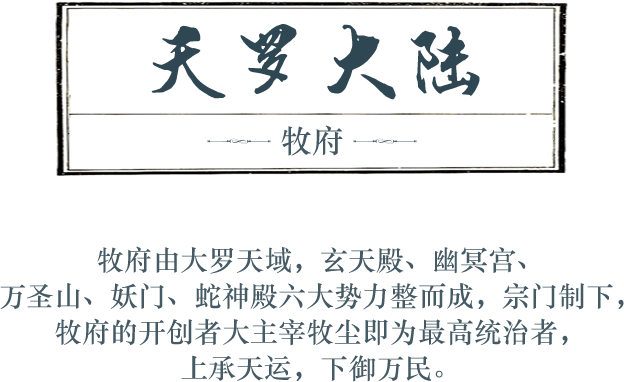 天罗大陆
牧府
牧府由大罗天域，玄天殿、幽冥宫、
万圣山、妖门、蛇神殿六大势力整而成，宗门制下，
牧府的开创者大主宰牧尘即为最高统治者，
上承天运，下御万民。